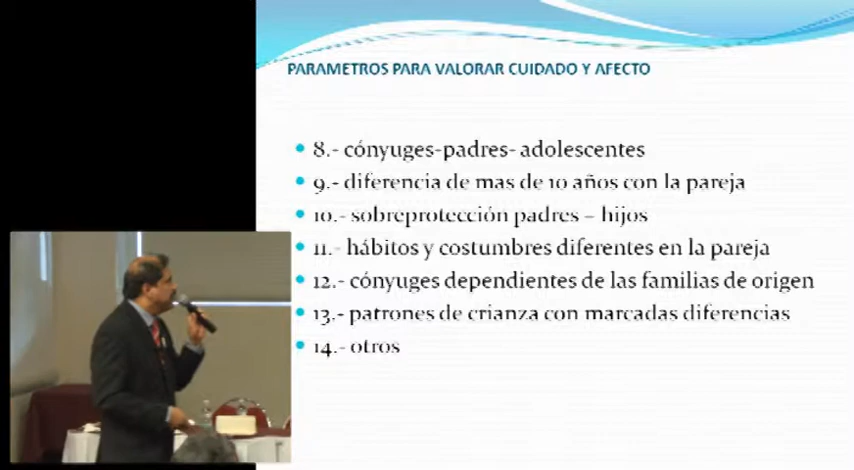 PARAMETROS PARA VALORAR CUIDADO Y AFECTO
• 8.- cónyuges-padres- adolescentes
• 9.- diferencia de mas de 10 años con la pareja
• 10.- sobreprotección padres – hijos
• 11.- hábitos y costumbres diferentes en la pareja
• 12.- cónyuges dependientes de las familias de origen
• 13.- patrones de crianza con marcadas diferencias
• 14.- otros